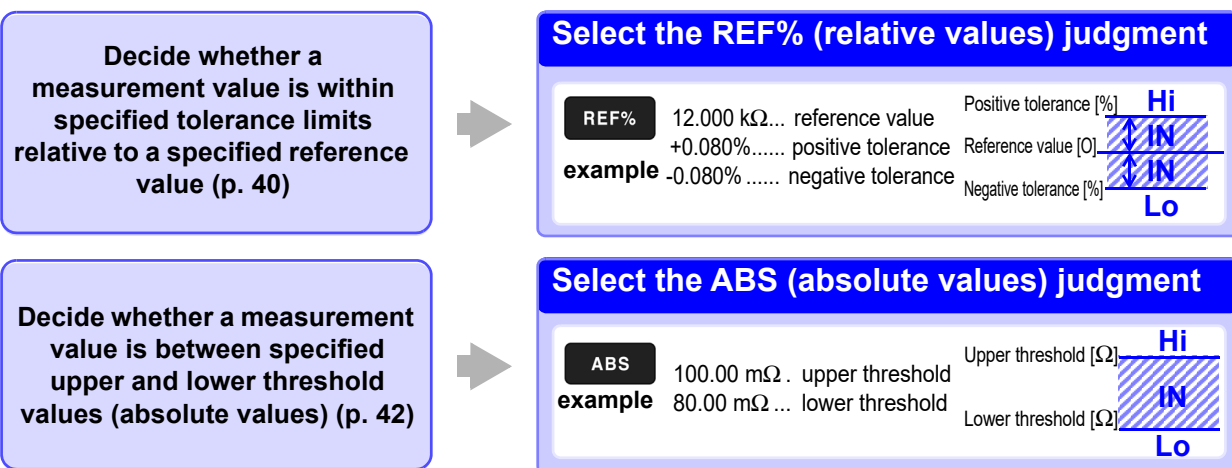 Decide whether a
measurement value is within
specified tolerance limits
relative to a specified reference
value (p. 40)
Select the REF% (relative values) judgment
REF%
example
12.000 kΩ... reference value
+0.080%...... positive tolerance
-0.080% ...... negative tolerance
Positive tolerance [%]
Reference value [O]
Negative tolerance [%]
Hi
IN
IN
Lo
Decide whether a measurement
value is between specified
upper and lower threshold
values (absolute values) (p. 42)
Select the ABS (absolute values) judgment
ABS
example
100.00 mΩ . upper threshold
80.00 mΩ ... lower threshold
Upper threshold [Ω]
Lower threshold [Ω]
Hi
IN
Lo